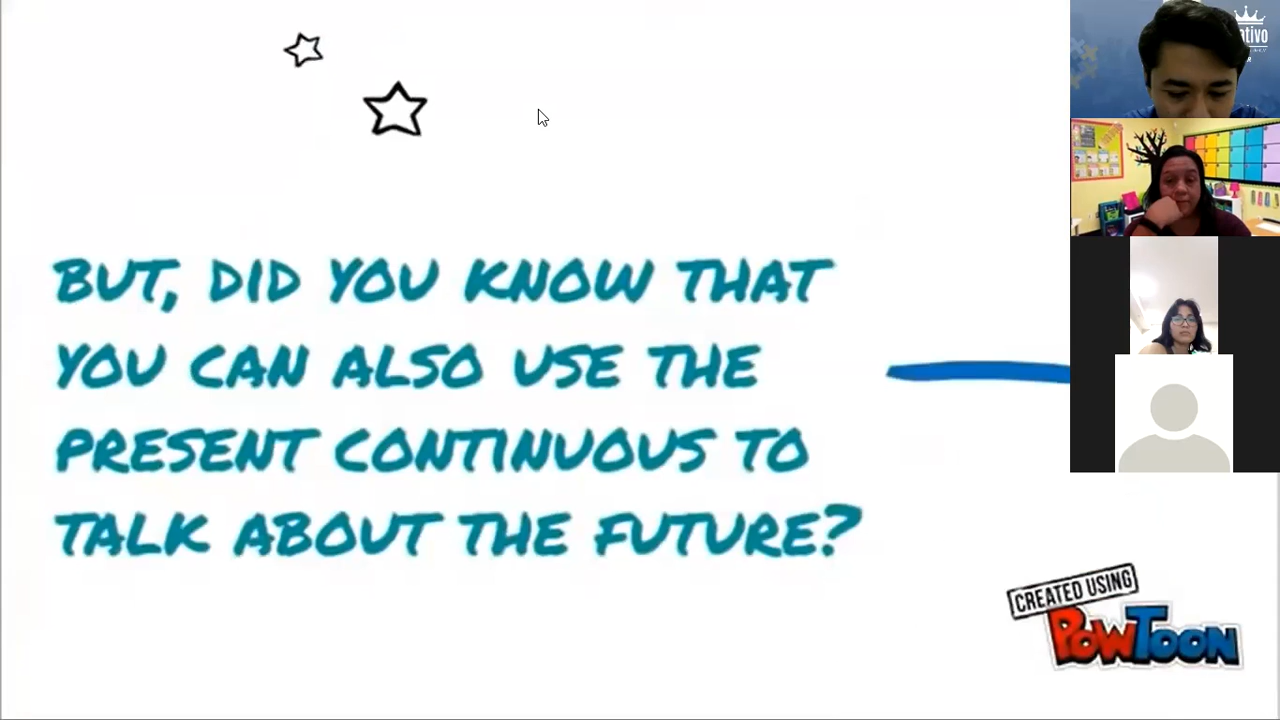 BUT, DID YOU KNOW THAT
YOU CAN ALSO USE THE
PRESENT CONTINUOUS TO
TALK ABOUT THE FUTURE?
CREATED USING
POWTOON